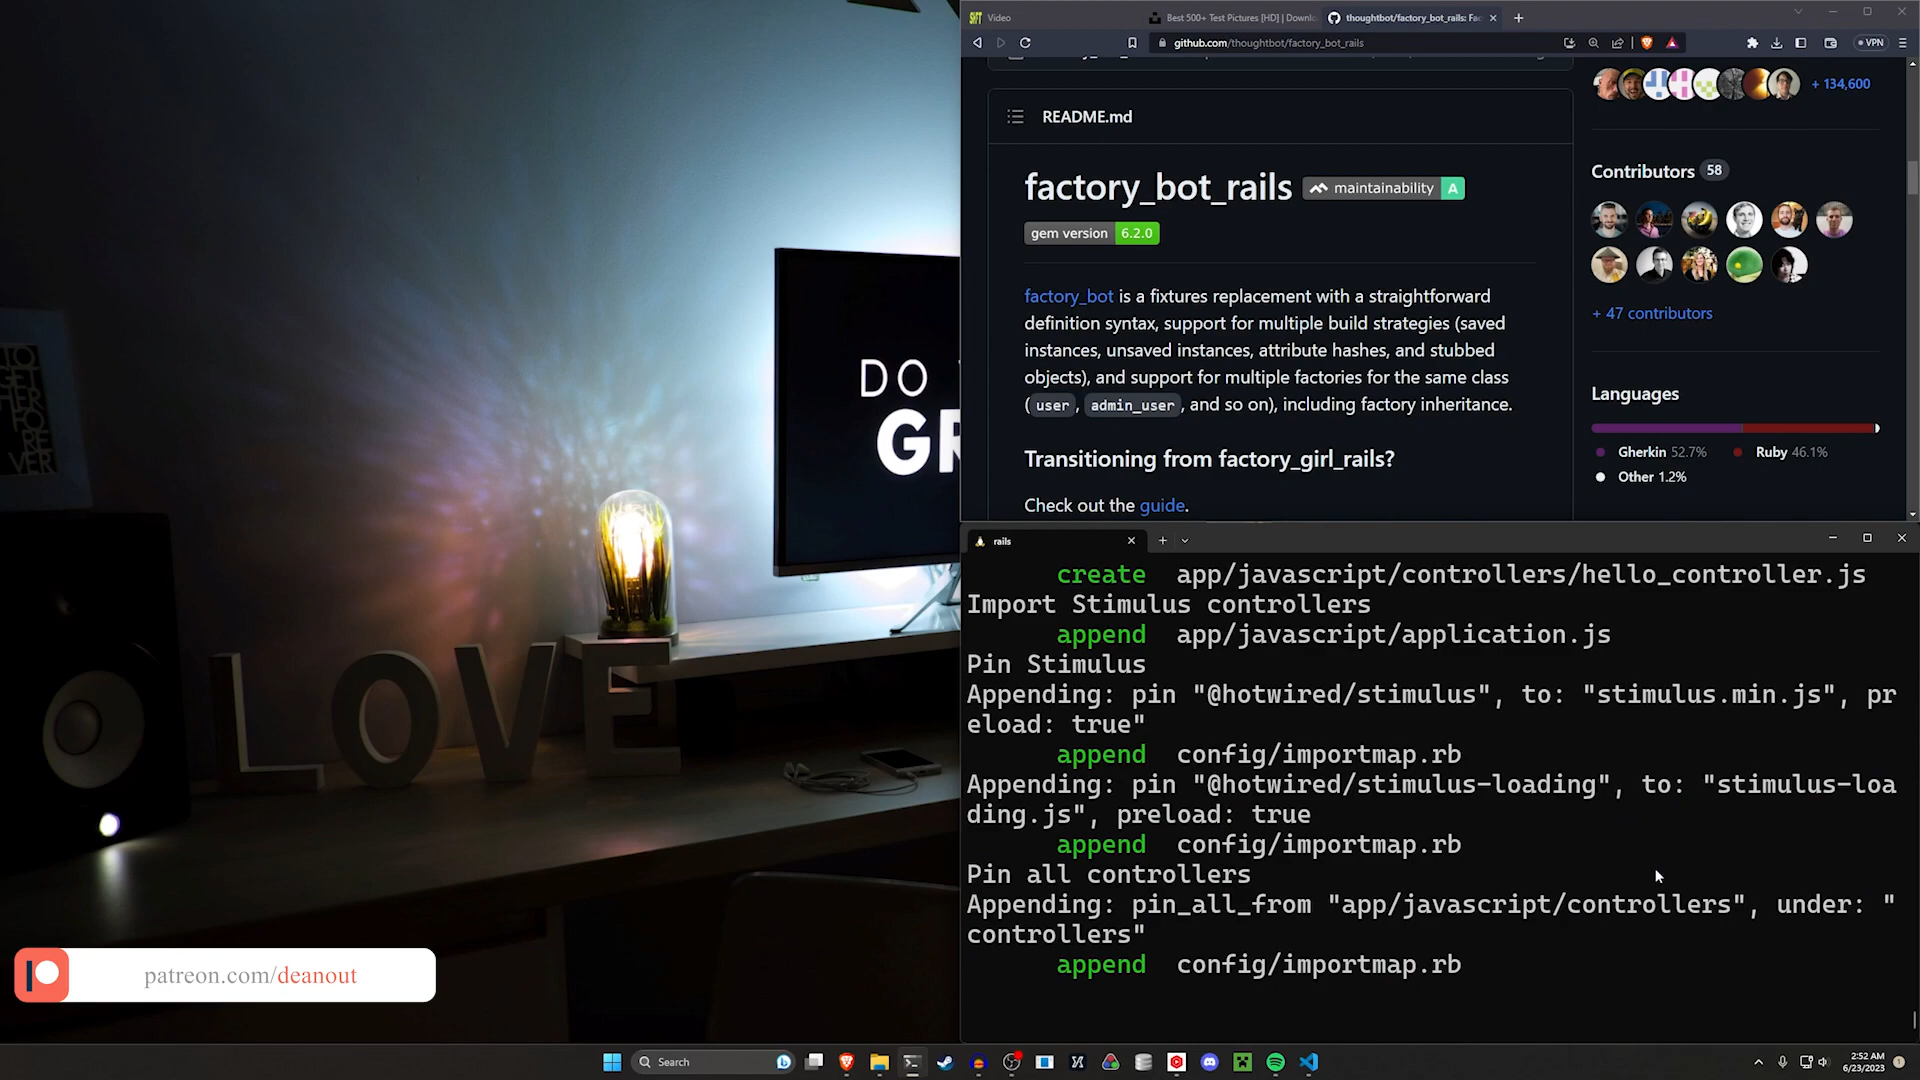 Video
Best 500+ Test Pictures [HD] | Downlo
thoughtbot/factory_bot_rails: Fac
github.com/thoughtbot/factory_bot_rails
VPN
README.md
+ 134,600
factory_bot_rails
maintainability A
gem version 6.2.0
Contributors 58
+ 47 contributors
factory_bot is a fixtures replacement with a straightforward
definition syntax, support for multiple build strategies (saved
instances, unsaved instances, attribute hashes, and stubbed
objects), and support for multiple factories for the same class
(user, admin_user, and so on), including factory inheritance.
Languages
Gherkin 52.7%
Ruby 46.1%
Other 1.2%
Transitioning from factory_girl_rails?
Check out the guide.
DO
GR
TO
GET
HER
FO
RE
VER
LOVE
rails
create app/javascript/controllers/hello_controller.js
Import Stimulus controllers
append app/javascript/application.js
Pin Stimulus
Appending: pin "@hotwired/stimulus", to: "stimulus.min.js", pr
eload: true"
append config/importmap.rb
Appending: pin "@hotwired/stimulus-loading", to: "stimulus-loa
ding.js", preload: true
append config/importmap.rb
Pin all controllers
Appending: pin_all_from "app/javascript/controllers", under: "
controllers"
append config/importmap.rb
patreon.com/deanout
Search
2:52 AM
6/23/2023